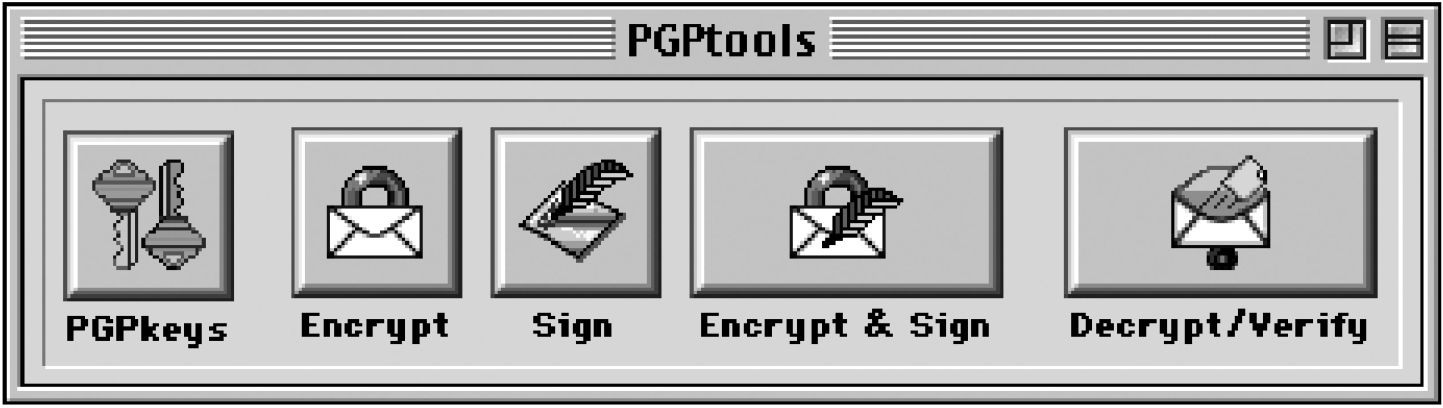 PGPtools
PGPkeys
Encrypt
Sign
Encrypt & Sign
Decrypt/Verify